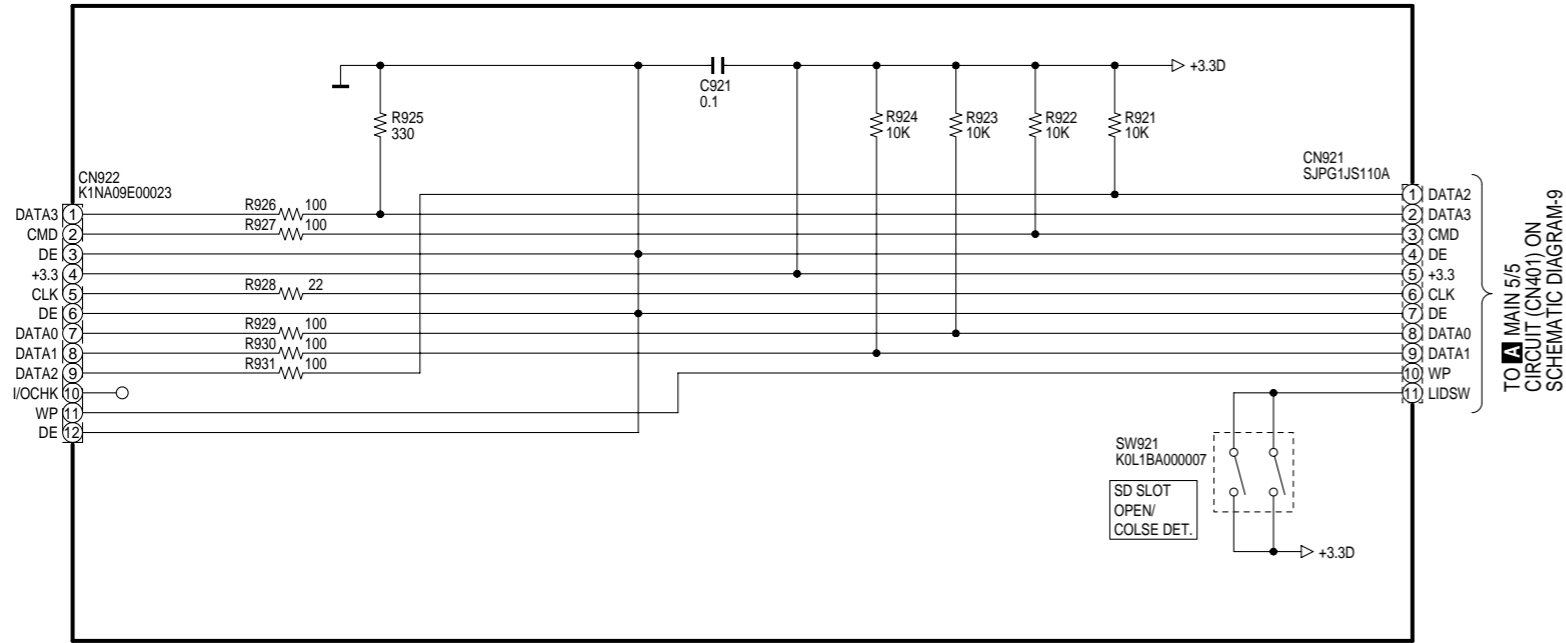 +3.3D
C921
0.1
R925
330
R924
10K
R923
10K
R922
10K
R921
10K
CN922
K1NA09E00023
CN921
SJPG1JS110A
DATA3 1
CMD 2
DE 3
+3.3 4
CLK 5
DE 6
DATA0 7
DATA1 8
DATA2 9
I/OCHK 10
WP 11
DE 12
R926 100
R927 100
R928 22
R929 100
R930 100
R931 100
1 DATA2
2 DATA3
3 CMD
4 DE
5 +3.3
6 CLK
7 DE
8 DATA0
9 DATA1
10 WP
11 LIDSW
TO A MAIN 5/5
CIRCUIT (CN401) ON
SCHEMATIC DIAGRAM-9
SW921
K0L1BA000007
SD SLOT
OPEN/
COLSE DET.
+3.3D